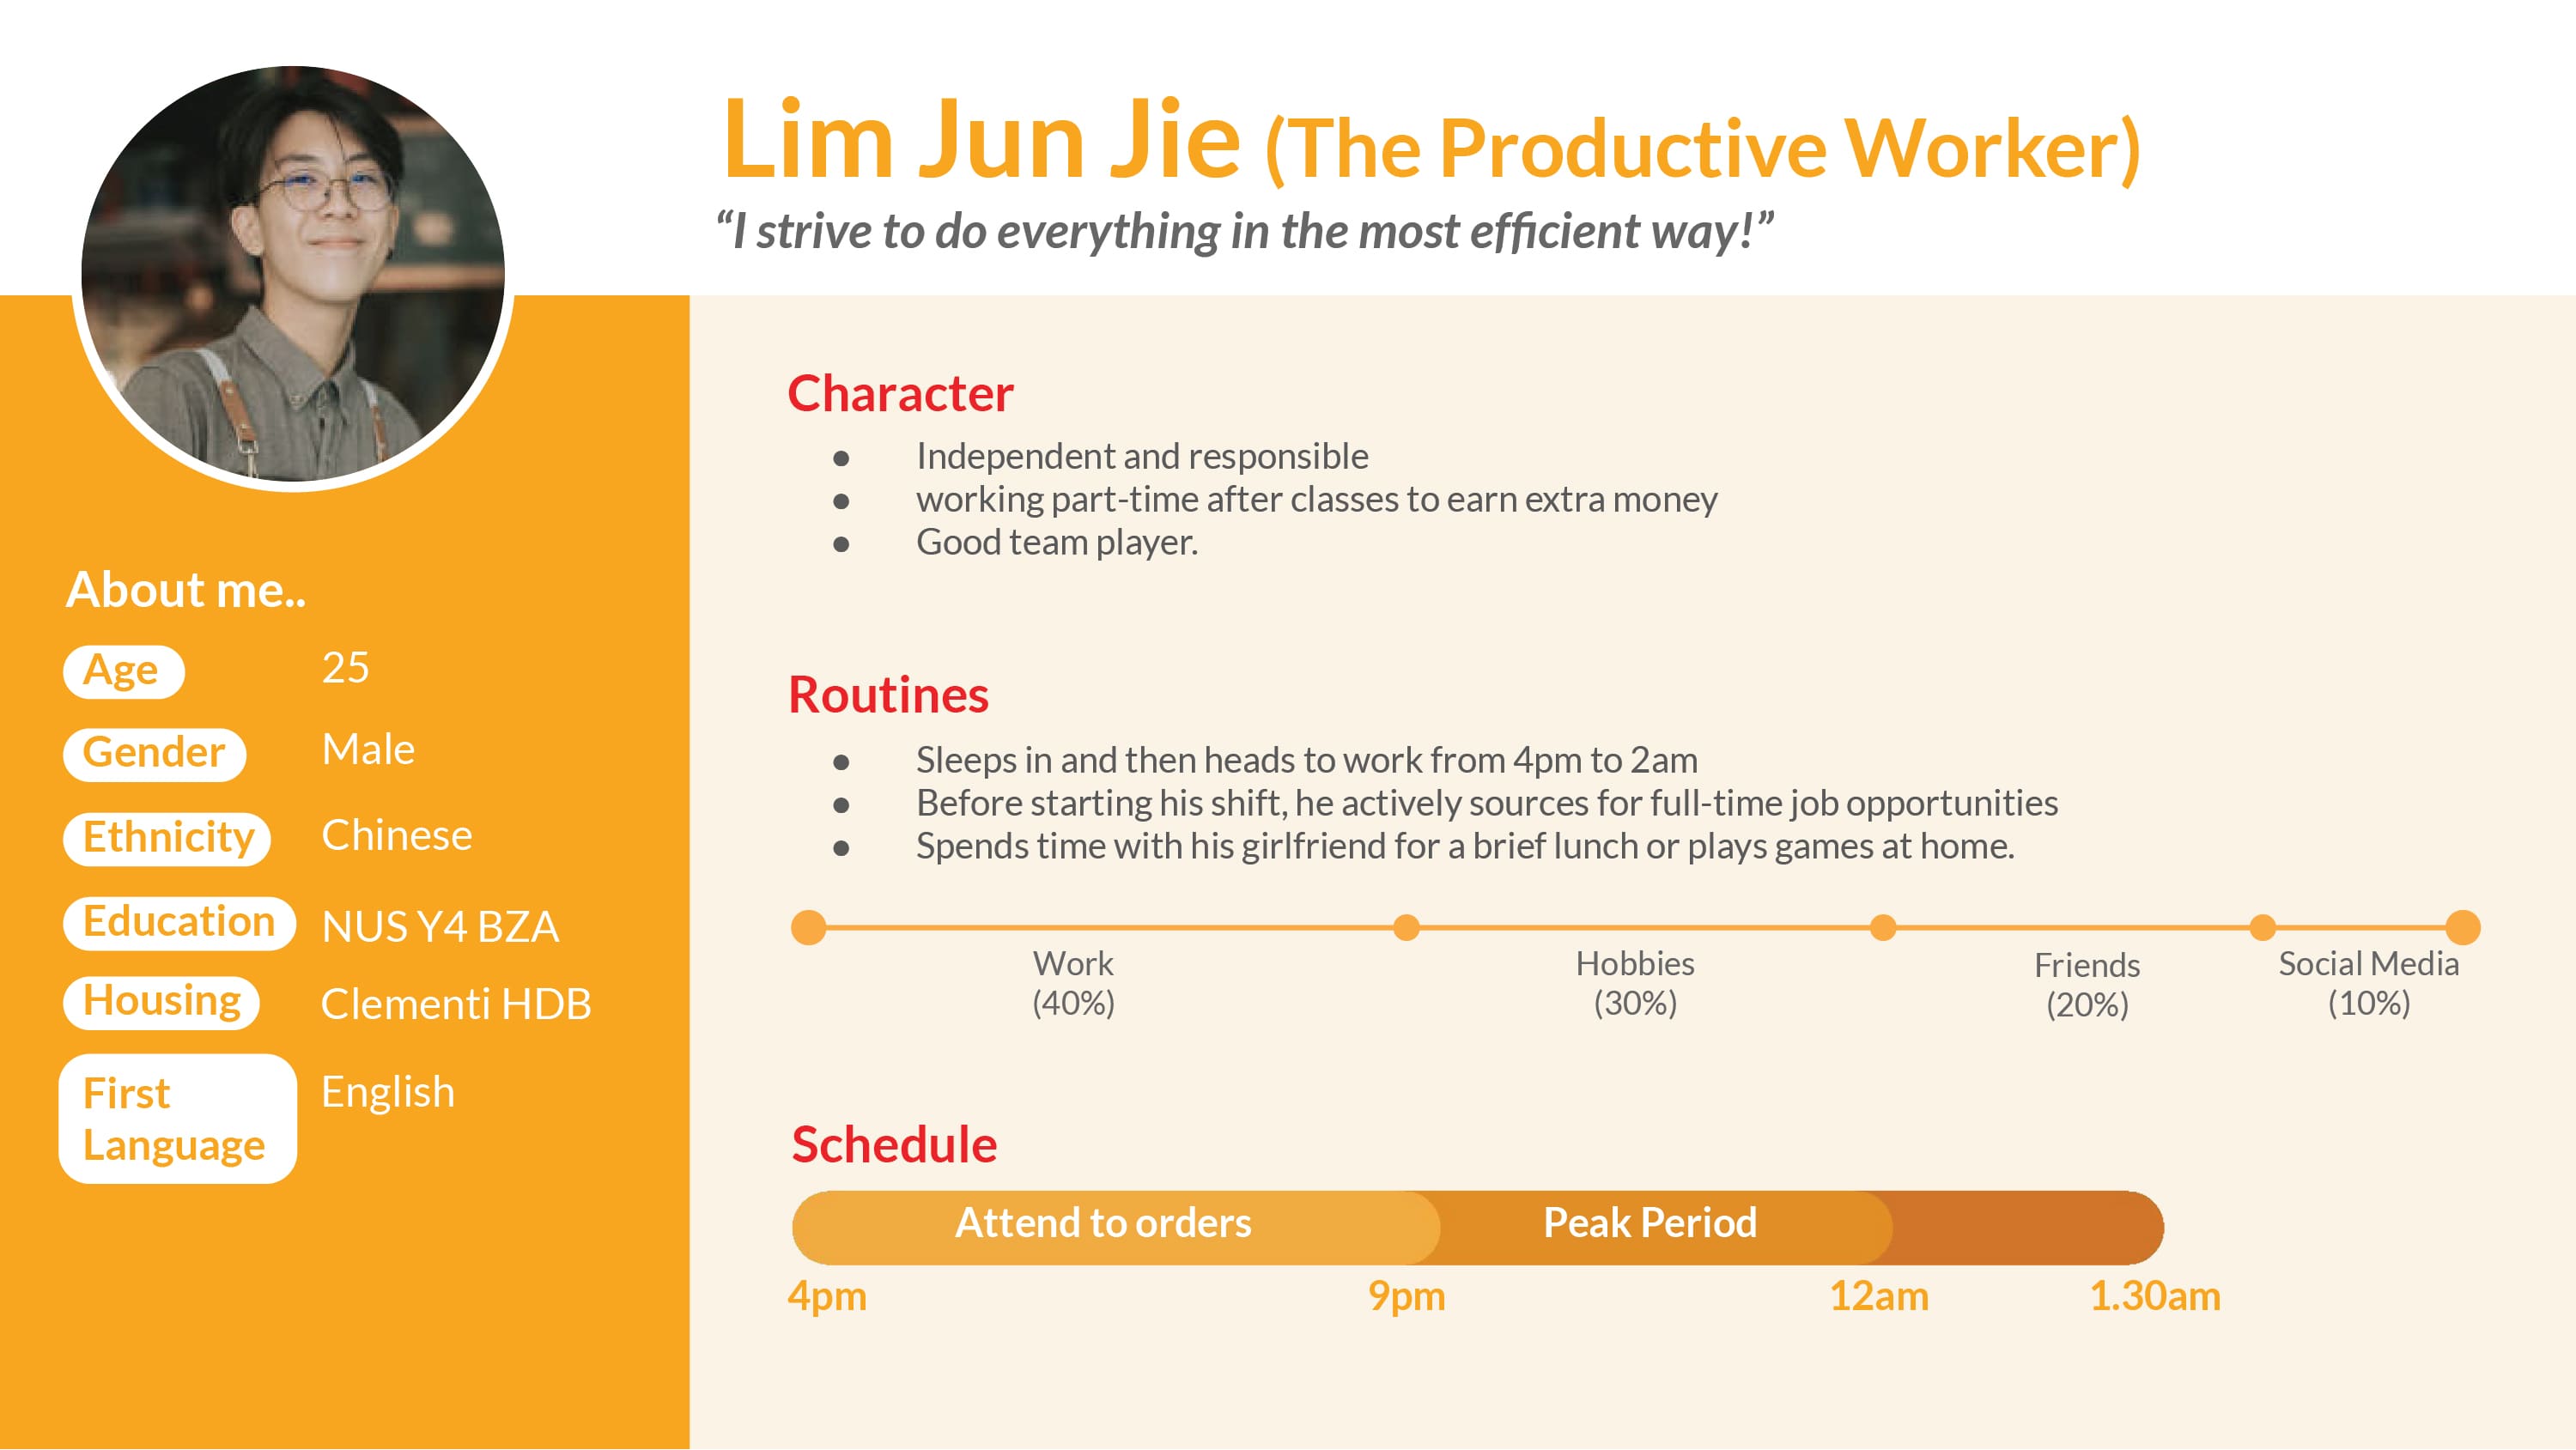 Lim Jun Jie (The Productive Worker)
“I strive to do everything in the most efficient way!”
About me..
Age 25
Gender Male
Ethnicity Chinese
Education NUS Y4 BZA
Housing Clementi HDB
First English
Language
Character
● Independent and responsible
● working part-time after classes to earn extra money
● Good team player.
Routines
● Sleeps in and then heads to work from 4pm to 2am
● Before starting his shift, he actively sources for full-time job opportunities
● Spends time with his girlfriend for a brief lunch or plays games at home.
Work Hobbies Friends Social Media
(40%) (30%) (20%) (10%)
Schedule
Attend to orders Peak Period
4pm 9pm 12am 1.30am